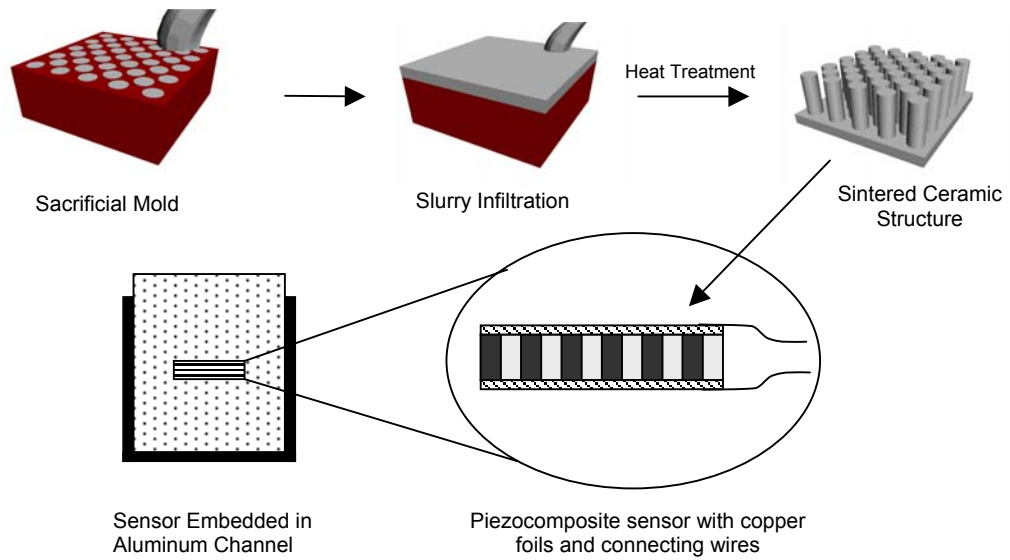 Heat Treatment
Sacrificial Mold
Slurry Infiltration
Sintered Ceramic
Structure
Sensor Embedded in
Aluminum Channel
Piezocomposite sensor with copper
foils and connecting wires